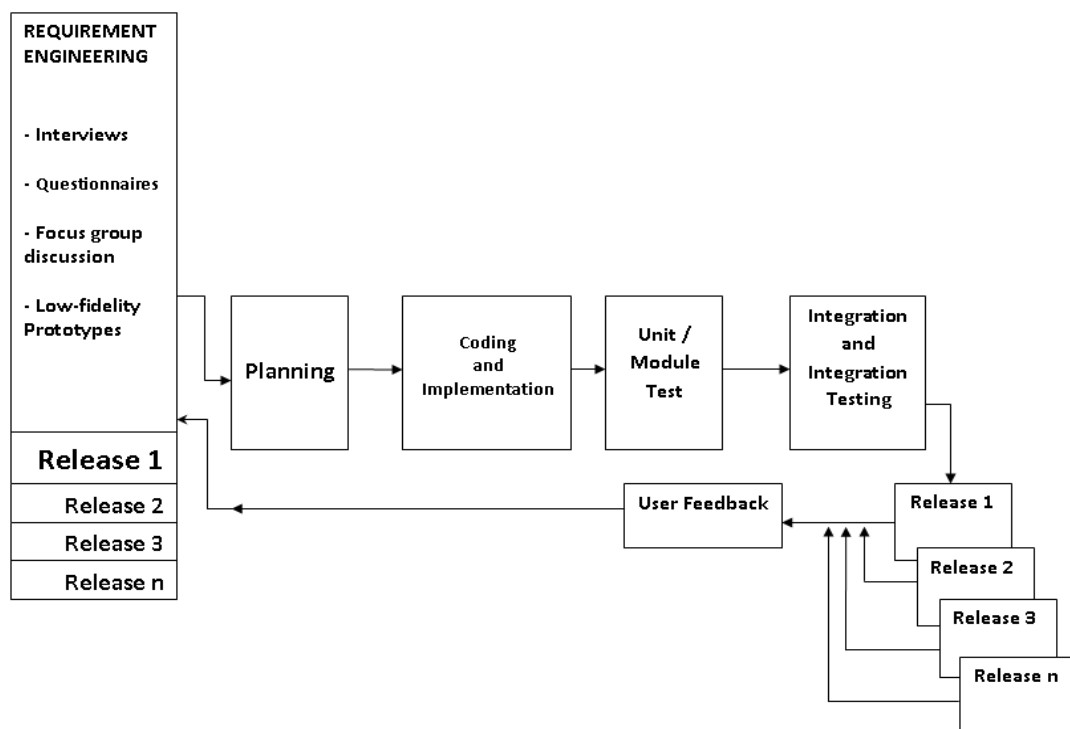 REQUIREMENT
ENGINEERING
- Interviews
- Questionnaires
- Focus group
discussion
- Low-fidelity
Prototypes
Release 1
Release 2
Release 3
Release n
Planning
Coding
and
Implementation
Unit /
Module
Test
Integration
and
Integration
Testing
User Feedback
Release 1
Release 2
Release 3
Release n